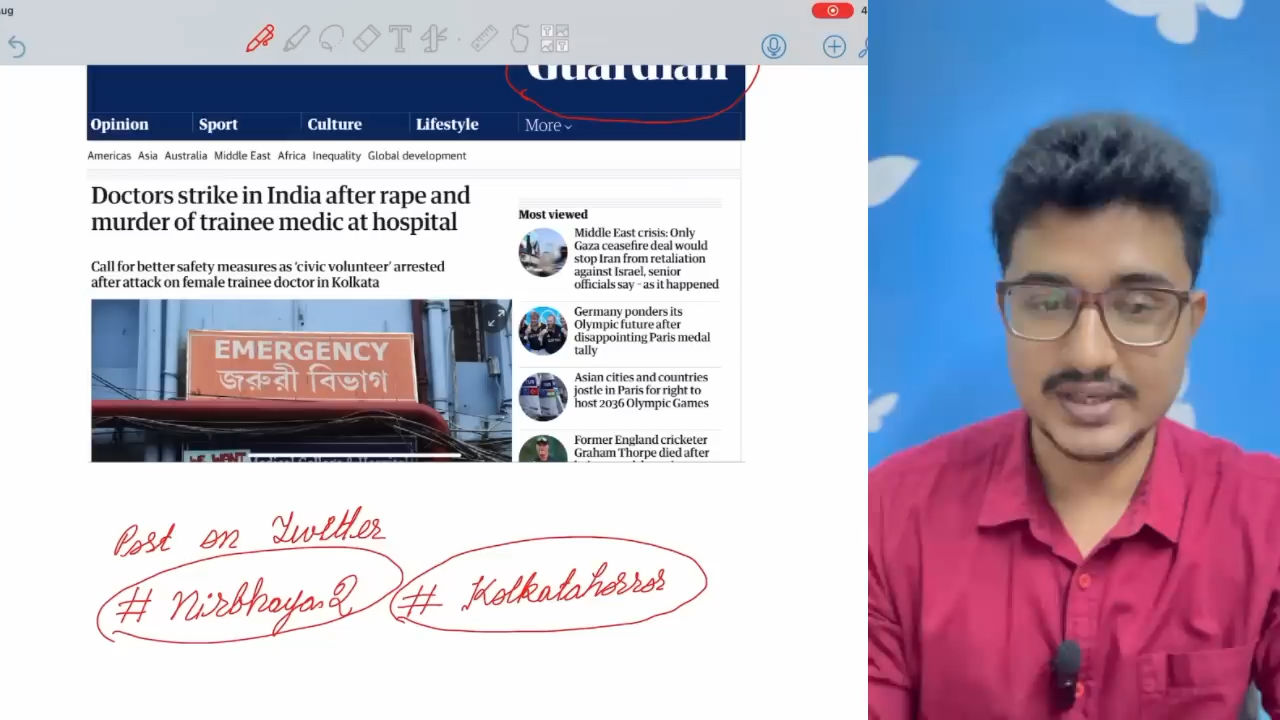 ug
4
Guardian
Opinion Sport Culture Lifestyle More
Americas Asia Australia Middle East Africa Inequality Global development
Doctors strike in India after rape and
murder of trainee medic at hospital
Call for better safety measures as ‘civic volunteer’ arrested
after attack on female trainee doctor in Kolkata
EMERGENCY
জরুরী বিভাগ
WE WANT
Most viewed
Middle East crisis: Only
Gaza ceasefire deal would
stop Iran from retaliation
against Israel, senior
officials say - as it happened
Germany ponders its
Olympic future after
disappointing Paris medal
tally
Asian cities and countries
jostle in Paris for right to
host 2036 Olympic Games
Former England cricketer
Graham Thorpe died after
Post on Twitter
# Nirbhaya2 # Kolkatahorror